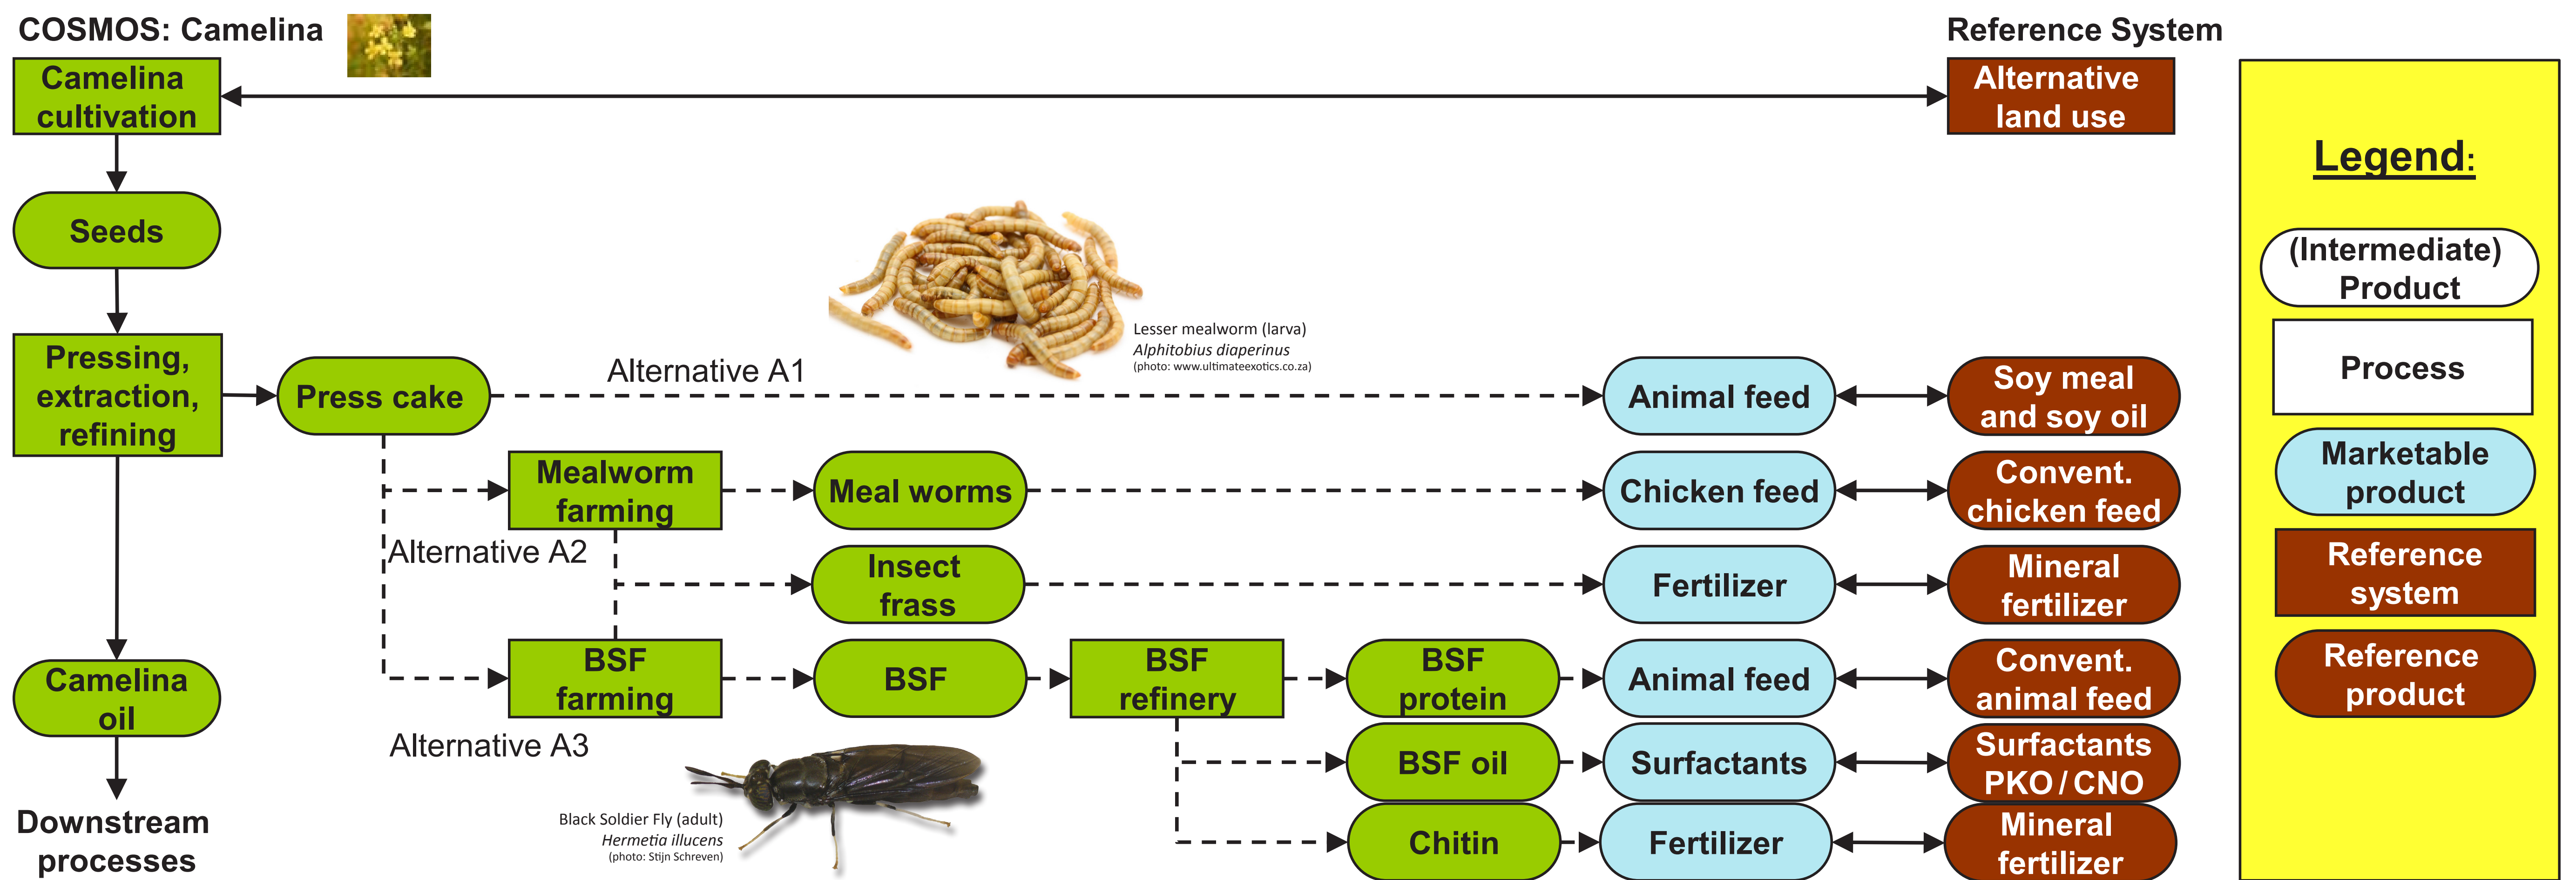 COSMOS: Camelina
Reference System
Camelina
cultivation
Alternative
land use
Seeds
Lesser mealworm (larva)
Alphitobius diaperinus
(photo: www.ultimateexotics.co.za)
Pressing,
extraction,
refining
Press cake
Alternative A1
Animal feed
Soy meal
and soy oil
Mealworm
farming
Meal worms
Chicken feed
Convent.
chicken feed
Alternative A2
Insect
frass
Fertilizer
Mineral
fertilizer
Camelina
oil
BSF
farming
BSF
BSF
refinery
BSF
protein
Animal feed
Convent.
animal feed
Alternative A3
BSF oil
Surfactants
Surfactants
PKO / CNO
Black Soldier Fly (adult)
Hermetia illucens
(photo: Stijn Schreven)
Chitin
Fertilizer
Mineral
fertilizer
Downstream
processes
Legend:
(Intermediate)
Product
Process
Marketable
product
Reference
system
Reference
product